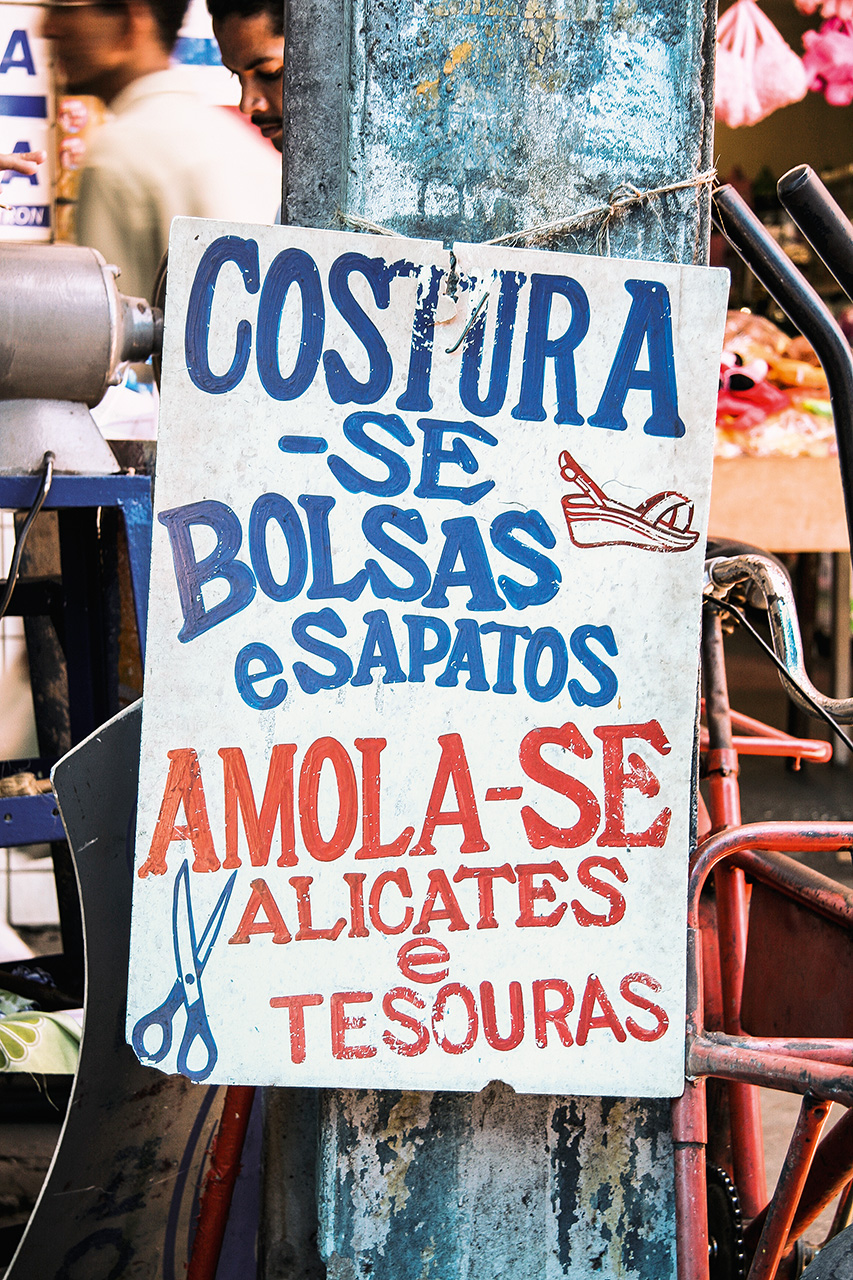 COSTURA
-SE
BOLSAS
e SAPATOS
AMOLA-SE
ALICATES
e
TESOURAS